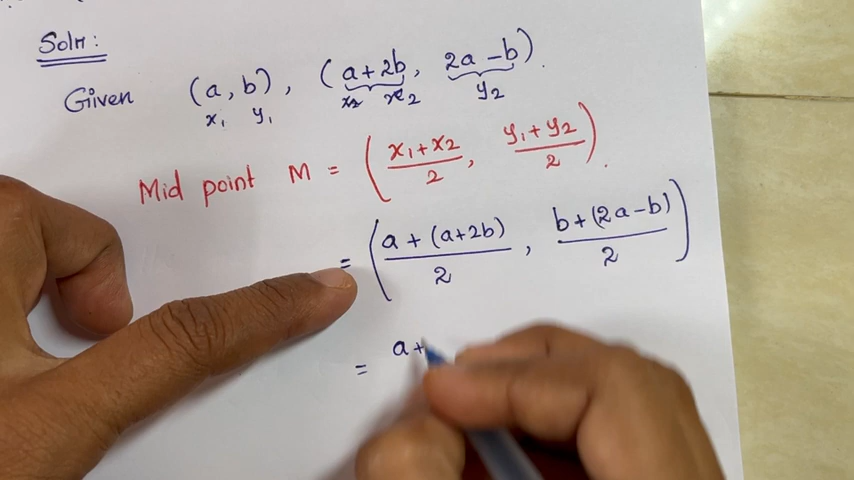 Soln:
Given (a, b), (a+2b, 2a-b).
x₁ y₁ x₂ x₂ y₂
Mid point M = (x₁+x₂/2, y₁+y₂/2).
= (a + (a+2b)/2, b+(2a-b)/2)
= a+